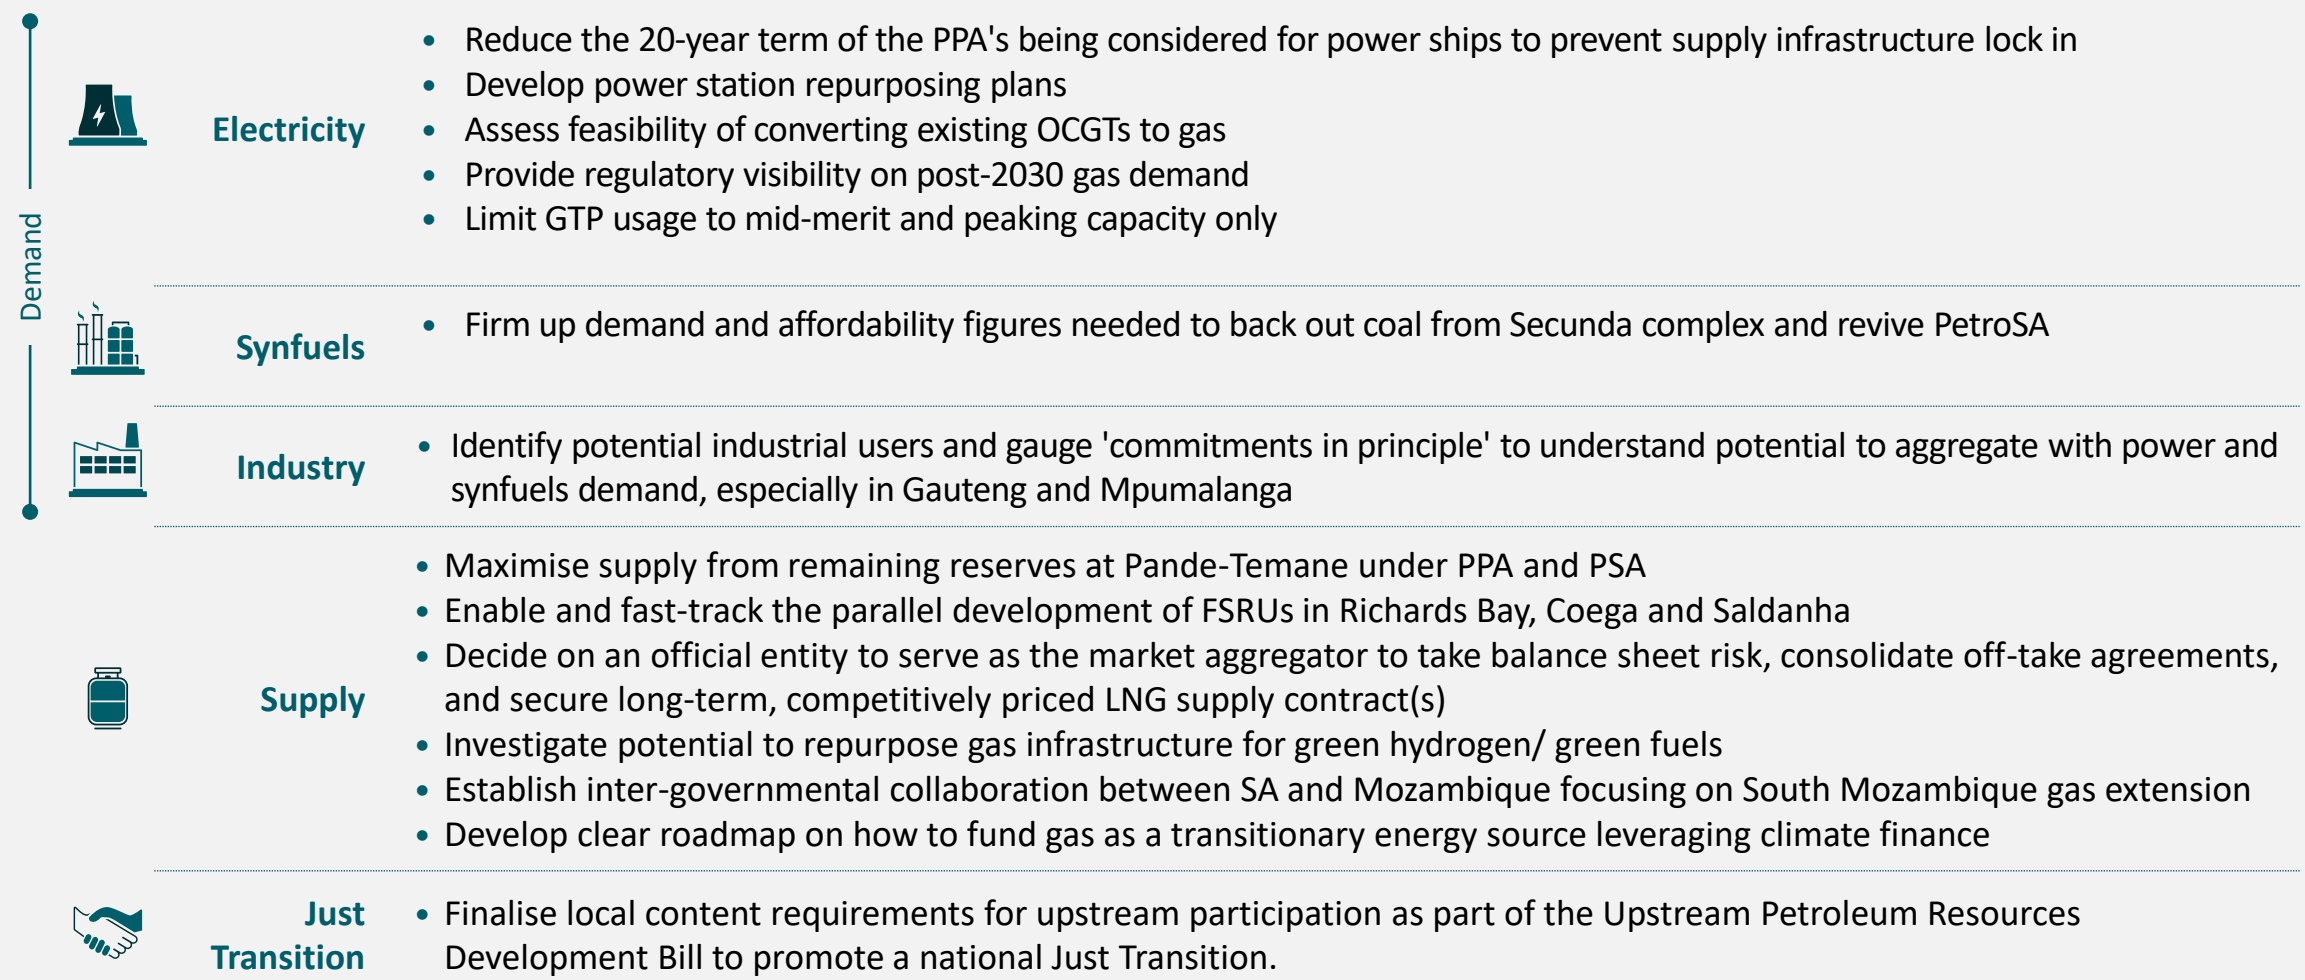 Demand
Electricity
• Reduce the 20-year term of the PPA's being considered for power ships to prevent supply infrastructure lock in
• Develop power station repurposing plans
• Assess feasibility of converting existing OCGTs to gas
• Provide regulatory visibility on post-2030 gas demand
• Limit GTP usage to mid-merit and peaking capacity only
Synfuels
• Firm up demand and affordability figures needed to back out coal from Secunda complex and revive PetroSA
Industry
• Identify potential industrial users and gauge 'commitments in principle' to understand potential to aggregate with power and
synfuels demand, especially in Gauteng and Mpumalanga
Supply
• Maximise supply from remaining reserves at Pande-Temane under PPA and PSA
• Enable and fast-track the parallel development of FSRUs in Richards Bay, Coega and Saldanha
• Decide on an official entity to serve as the market aggregator to take balance sheet risk, consolidate off-take agreements,
and secure long-term, competitively priced LNG supply contract(s)
• Investigate potential to repurpose gas infrastructure for green hydrogen/ green fuels
• Establish inter-governmental collaboration between SA and Mozambique focusing on South Mozambique gas extension
• Develop clear roadmap on how to fund gas as a transitionary energy source leveraging climate finance
Just
Transition
• Finalise local content requirements for upstream participation as part of the Upstream Petroleum Resources
Development Bill to promote a national Just Transition.